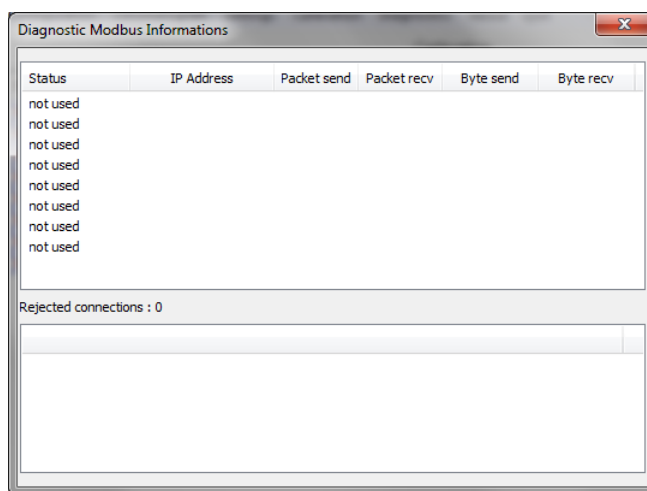 Diagnostic Modbus Informations
Status IP Address Packet send Packet recv Byte send Byte recv
not used
not used
not used
not used
not used
not used
not used
not used
Rejected connections : 0